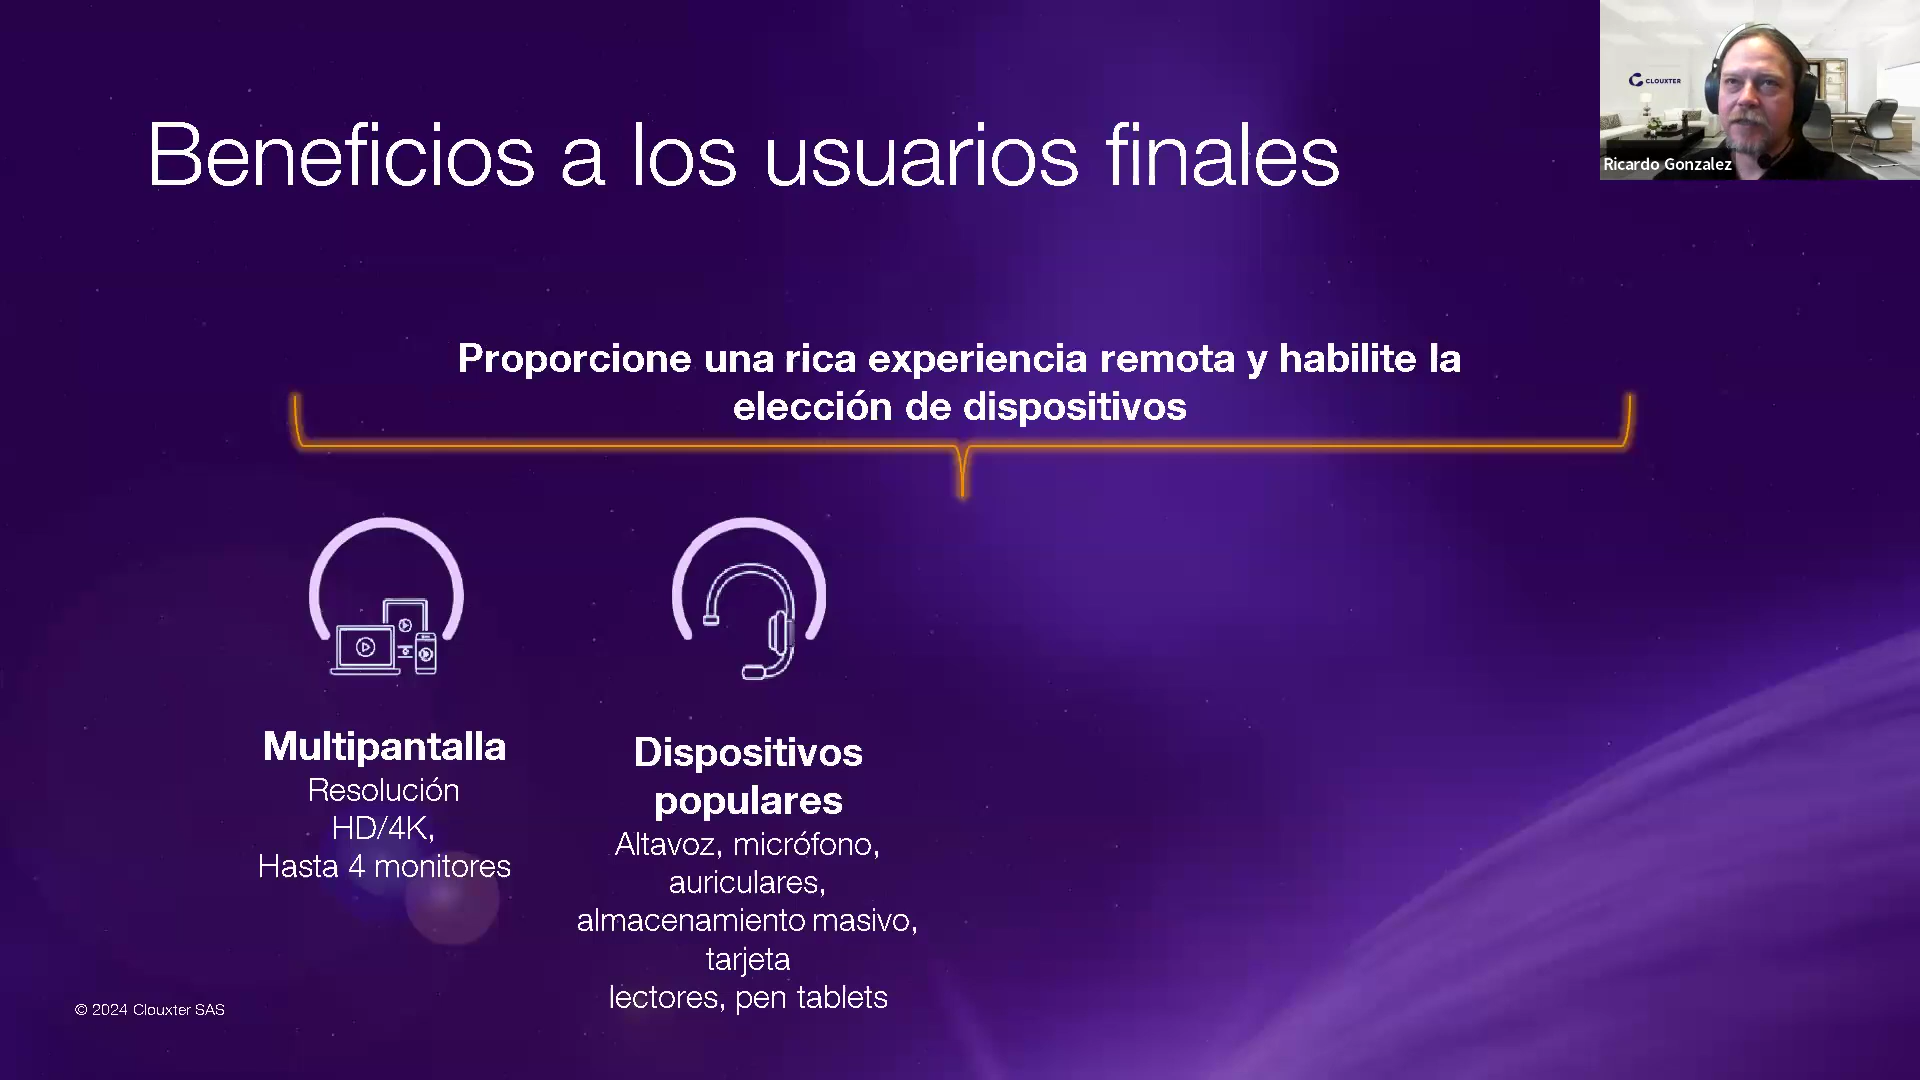 Beneficios a los usuarios finales
CLOUXTER
Ricardo Gonzalez
Proporcione una rica experiencia remota y habilite la
elección de dispositivos
Multipantalla
Resolución
HD/4K,
Hasta 4 monitores
Dispositivos
populares
Altavoz, micrófono,
auriculares,
almacenamiento masivo,
tarjeta
lectores, pen tablets
© 2024 Clouxter SAS